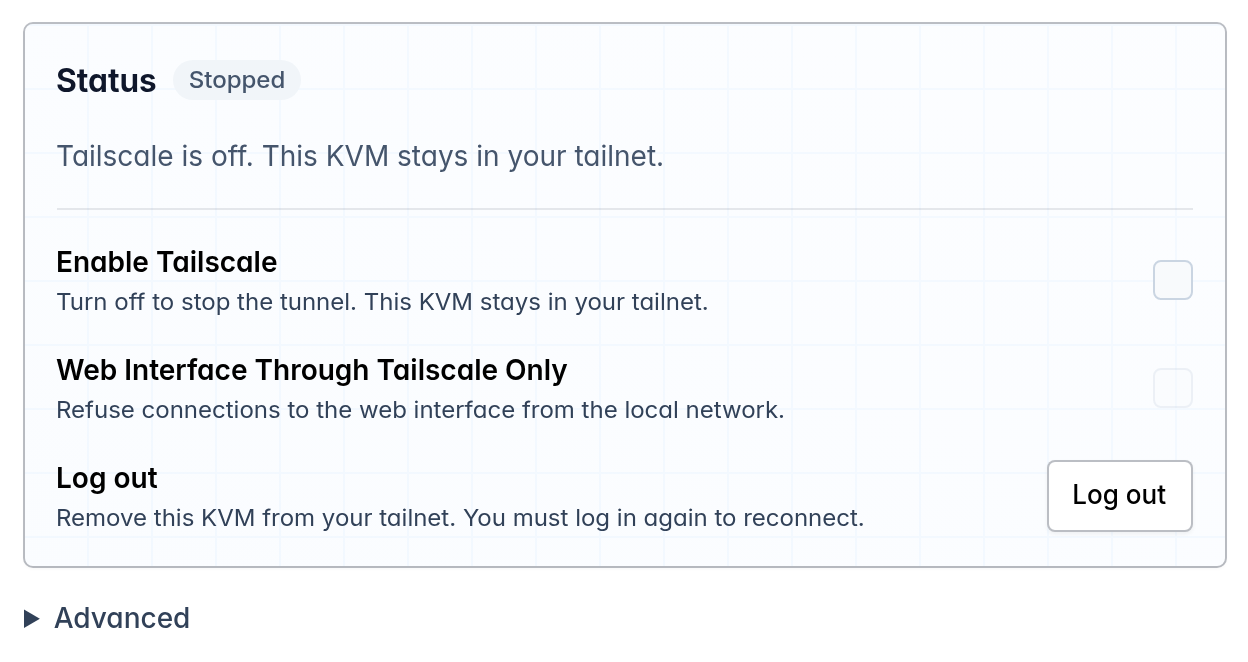 Status Stopped
Tailscale is off. This KVM stays in your tailnet.
Enable Tailscale
Turn off to stop the tunnel. This KVM stays in your tailnet.
Web Interface Through Tailscale Only
Refuse connections to the web interface from the local network.
Log out
Remove this KVM from your tailnet. You must log in again to reconnect.
Log out
Advanced